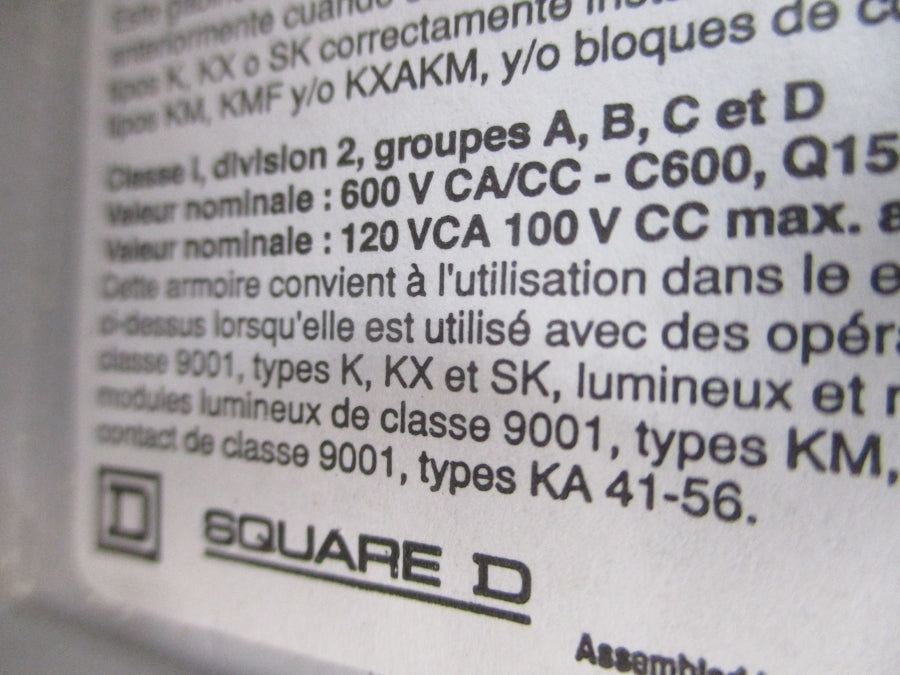 Este gabine
anteriormente cuando
tipos K, KX o SK correctamente
tipos KM, KMF y/o KXAKM, y/o bloques de
Classe I, division 2, groupes A, B, C et D
Valeur nominale : 600 V CA/CC - C600, Q15
Valeur nominale : 120 VCA 100 V CC max. a
Cette armoire convient à l'utilisation dans le e
ci-dessus lorsqu'elle est utilisé avec des opéra
classe 9001, types K, KX et SK, lumineux et
modules lumineux de classe 9001, types KM,
contact de classe 9001, types KA 41-56.
D SQUARE D
Assembled